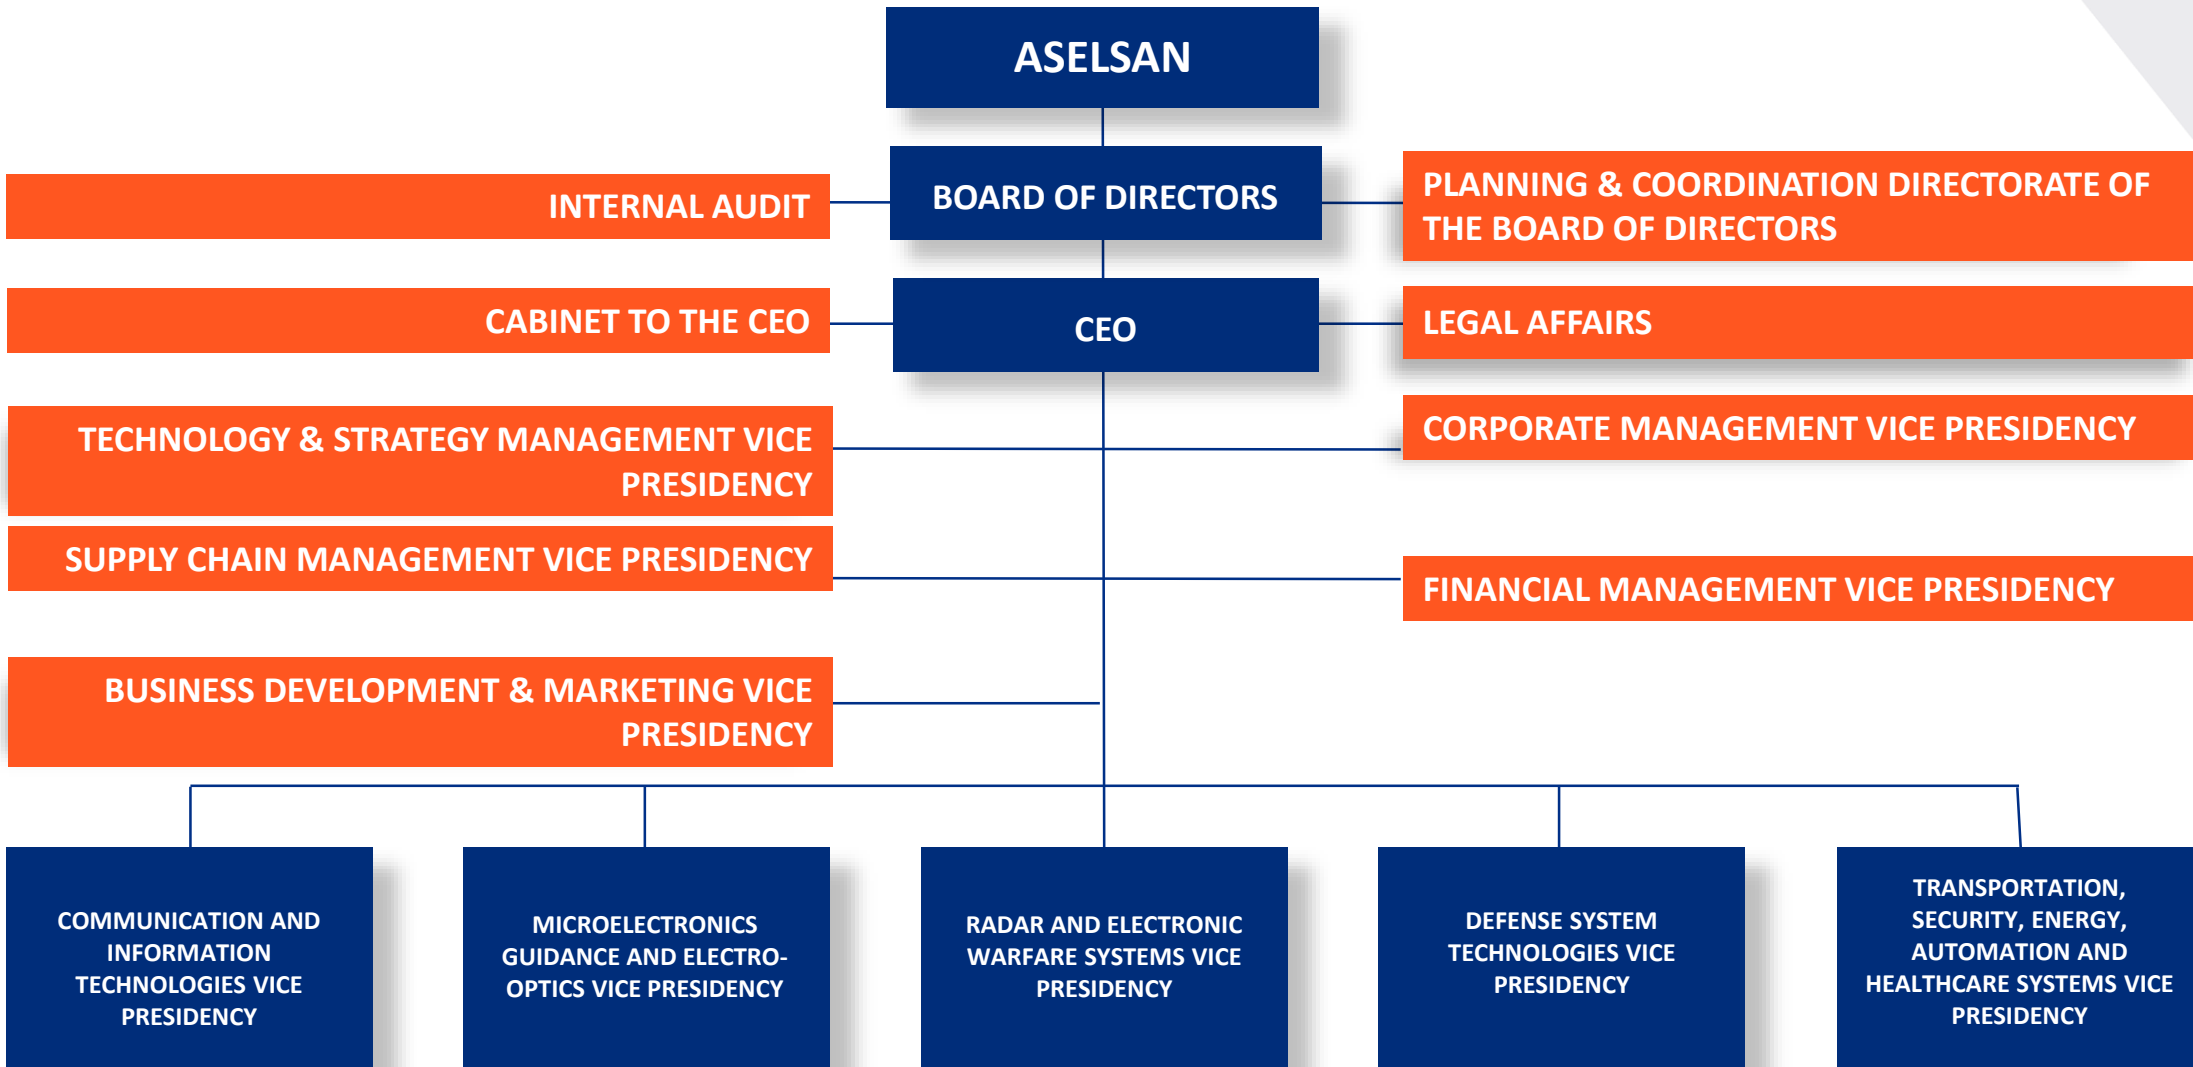 ASELSAN
INTERNAL AUDIT
BOARD OF DIRECTORS
PLANNING & COORDINATION DIRECTORATE OF
THE BOARD OF DIRECTORS
CABINET TO THE CEO
CEO
LEGAL AFFAIRS
TECHNOLOGY & STRATEGY MANAGEMENT VICE
PRESIDENCY
CORPORATE MANAGEMENT VICE PRESIDENCY
SUPPLY CHAIN MANAGEMENT VICE PRESIDENCY
FINANCIAL MANAGEMENT VICE PRESIDENCY
BUSINESS DEVELOPMENT & MARKETING VICE
PRESIDENCY
COMMUNICATION AND
INFORMATION
TECHNOLOGIES VICE
PRESIDENCY
MICROELECTRONICS
GUIDANCE AND ELECTRO-
OPTICS VICE PRESIDENCY
RADAR AND ELECTRONIC
WARFARE SYSTEMS VICE
PRESIDENCY
DEFENSE SYSTEM
TECHNOLOGIES VICE
PRESIDENCY
TRANSPORTATION,
SECURITY, ENERGY,
AUTOMATION AND
HEALTHCARE SYSTEMS VICE
PRESIDENCY